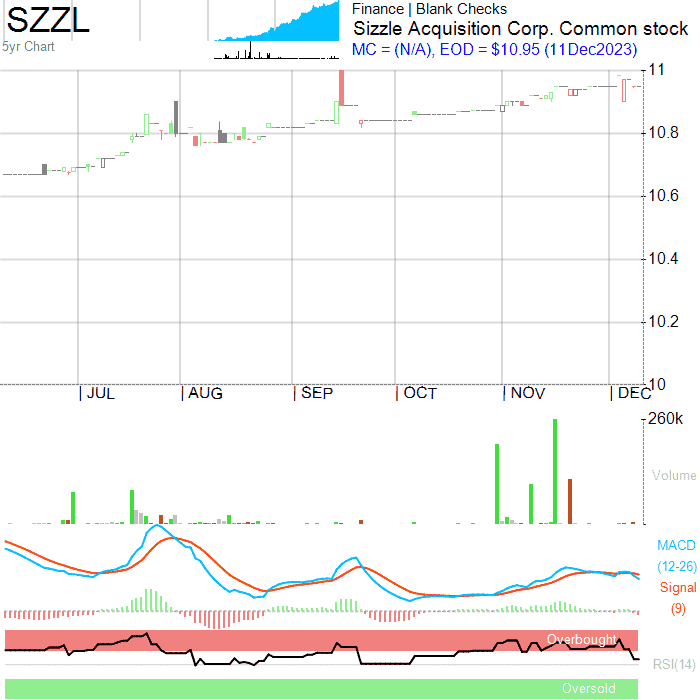 SZZL
5yr Chart
Finance | Blank Checks
Sizzle Acquisition Corp. Common stock
MC = (N/A), EOD = $10.95 (11Dec2023)
11
10.8
10.6
10.4
10.2
10
| JUL | AUG | SEP | OCT | NOV | DEC
260k
Volume
MACD
(12-26)
Signal
(9)
Overbought
RSI(14)
Oversold